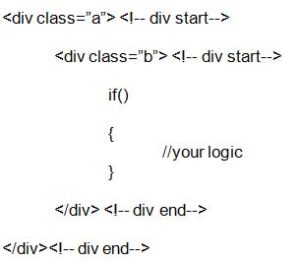 <div class=”a”> <!-- div start-->
<div class=”b”> <!-- div start-->
if()
{
//your logic
}
</div> <!-- div end-->
</div><!-- div end-->